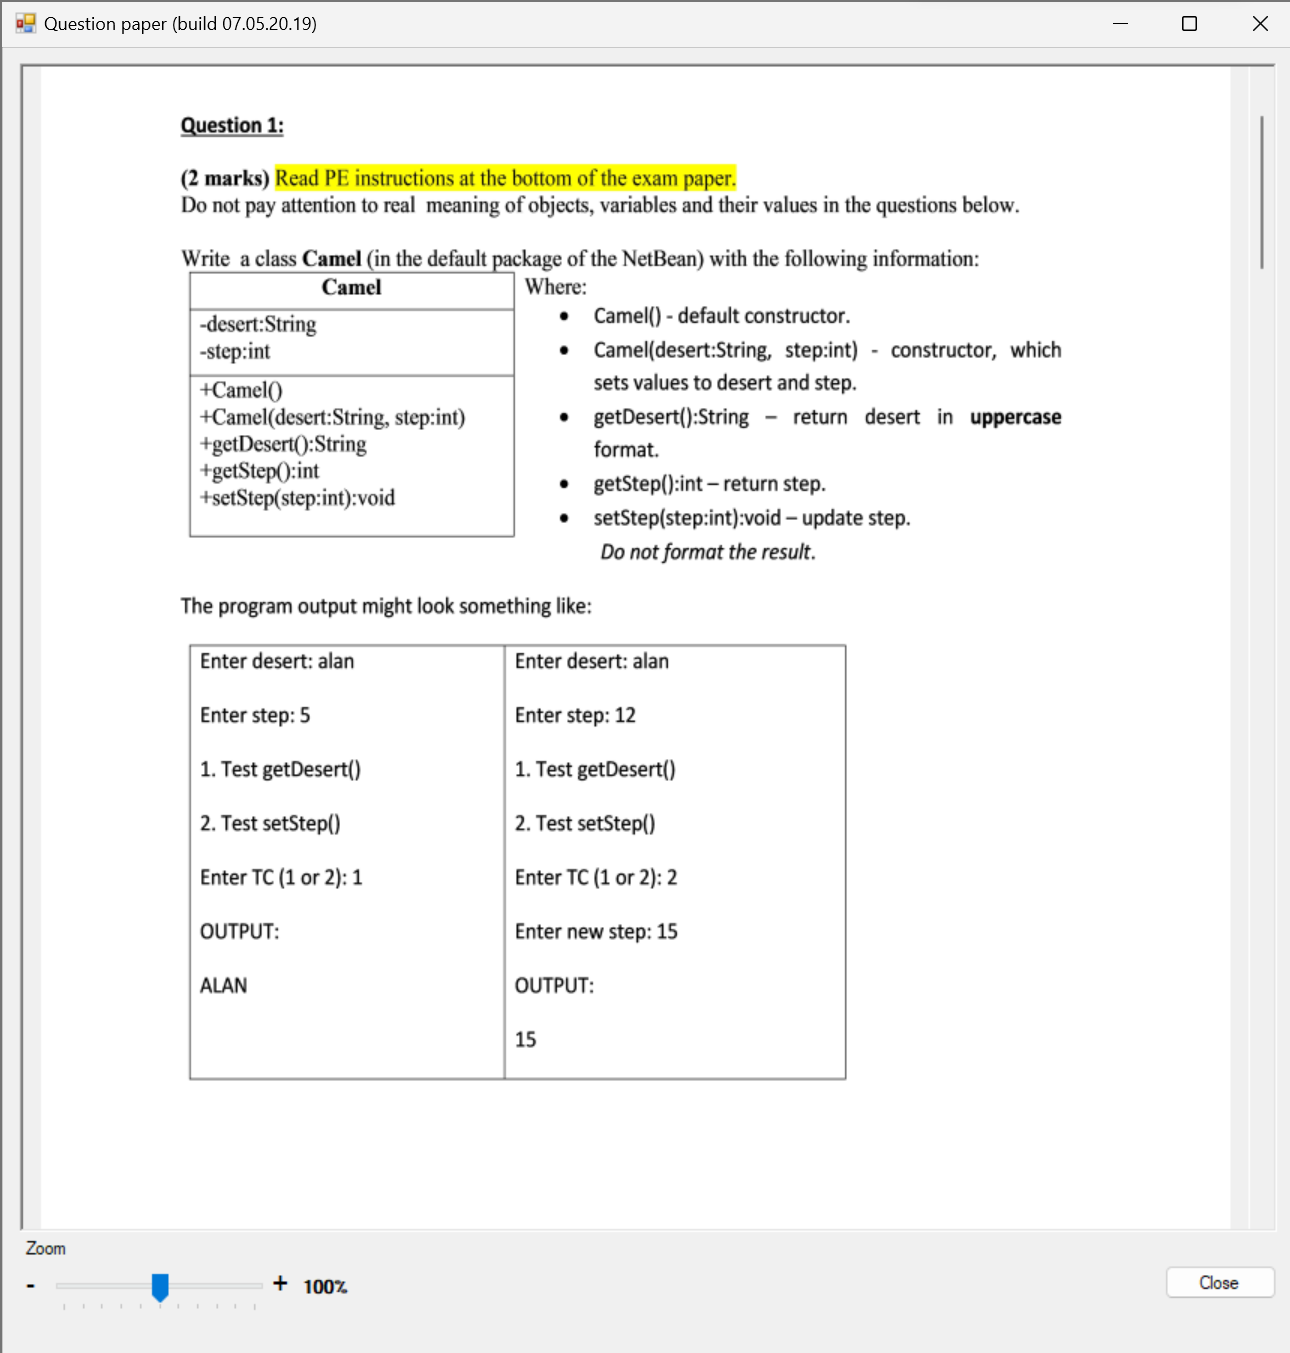 Question paper (build 07.05.20.19)
Question 1:
(2 marks) Read PE instructions at the bottom of the exam paper.
Do not pay attention to real meaning of objects, variables and their values in the questions below.
Write a class Camel (in the default package of the NetBean) with the following information:
Camel
-desert:String
-step:int
+Camel()
+Camel(desert:String, step:int)
+getDesert():String
+getStep():int
+setStep(step:int):void
Where:
• Camel() - default constructor.
• Camel(desert:String, step:int) - constructor, which
sets values to desert and step.
• getDesert():String – return desert in uppercase
format.
• getStep():int – return step.
• setStep(step:int):void – update step.
Do not format the result.
The program output might look something like:
Enter desert: alan
Enter step: 5
1. Test getDesert()
2. Test setStep()
Enter TC (1 or 2): 1
OUTPUT:
ALAN
Enter desert: alan
Enter step: 12
1. Test getDesert()
2. Test setStep()
Enter TC (1 or 2): 2
Enter new step: 15
OUTPUT:
15
Zoom
- + 100%
Close